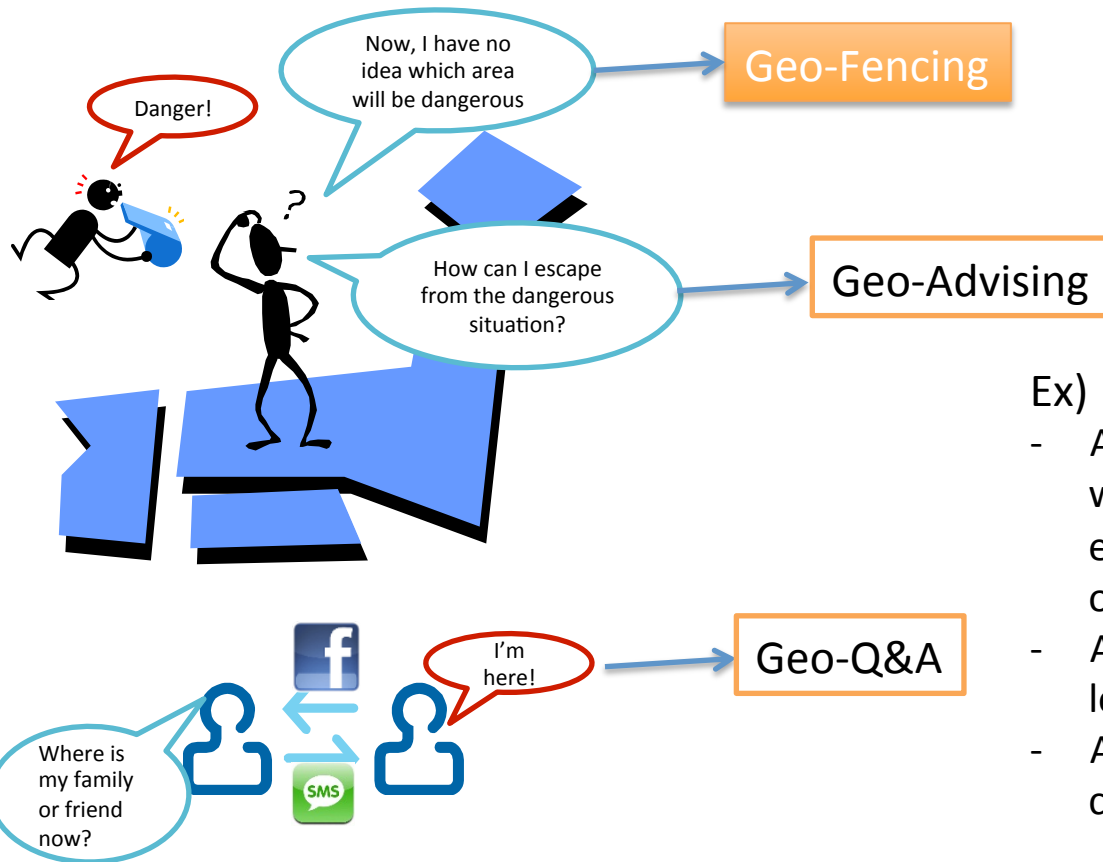 Now, I have no
idea which area
will be dangerous
Geo-Fencing
Danger!
?
How can I escape
from the dangerous
situation?
Geo-Advising
Ex)
- A
w
e
- A
- A
f
I'm
here!
Geo-Q&A
Where is
my family
or friend
now?
SMS